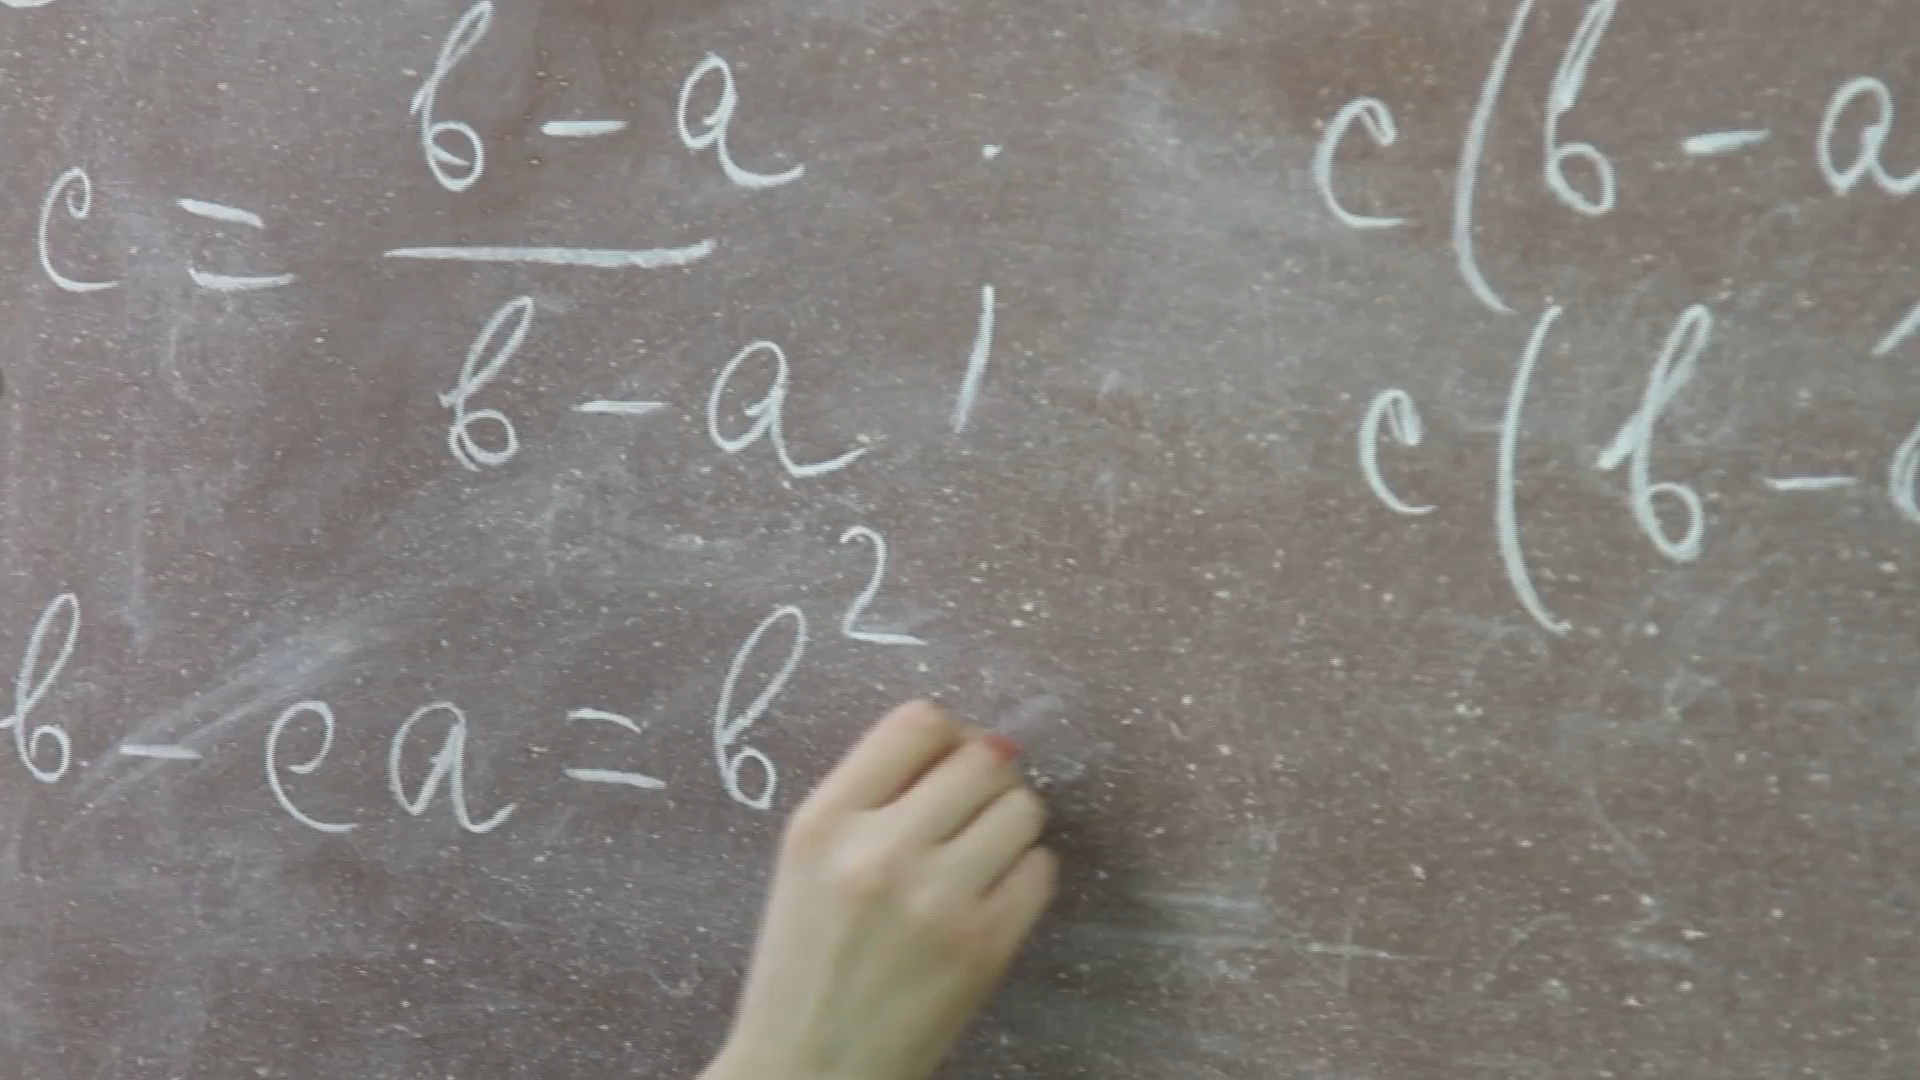 c = b - a / b - a
c(b - a
c(b -
b - ca = b²